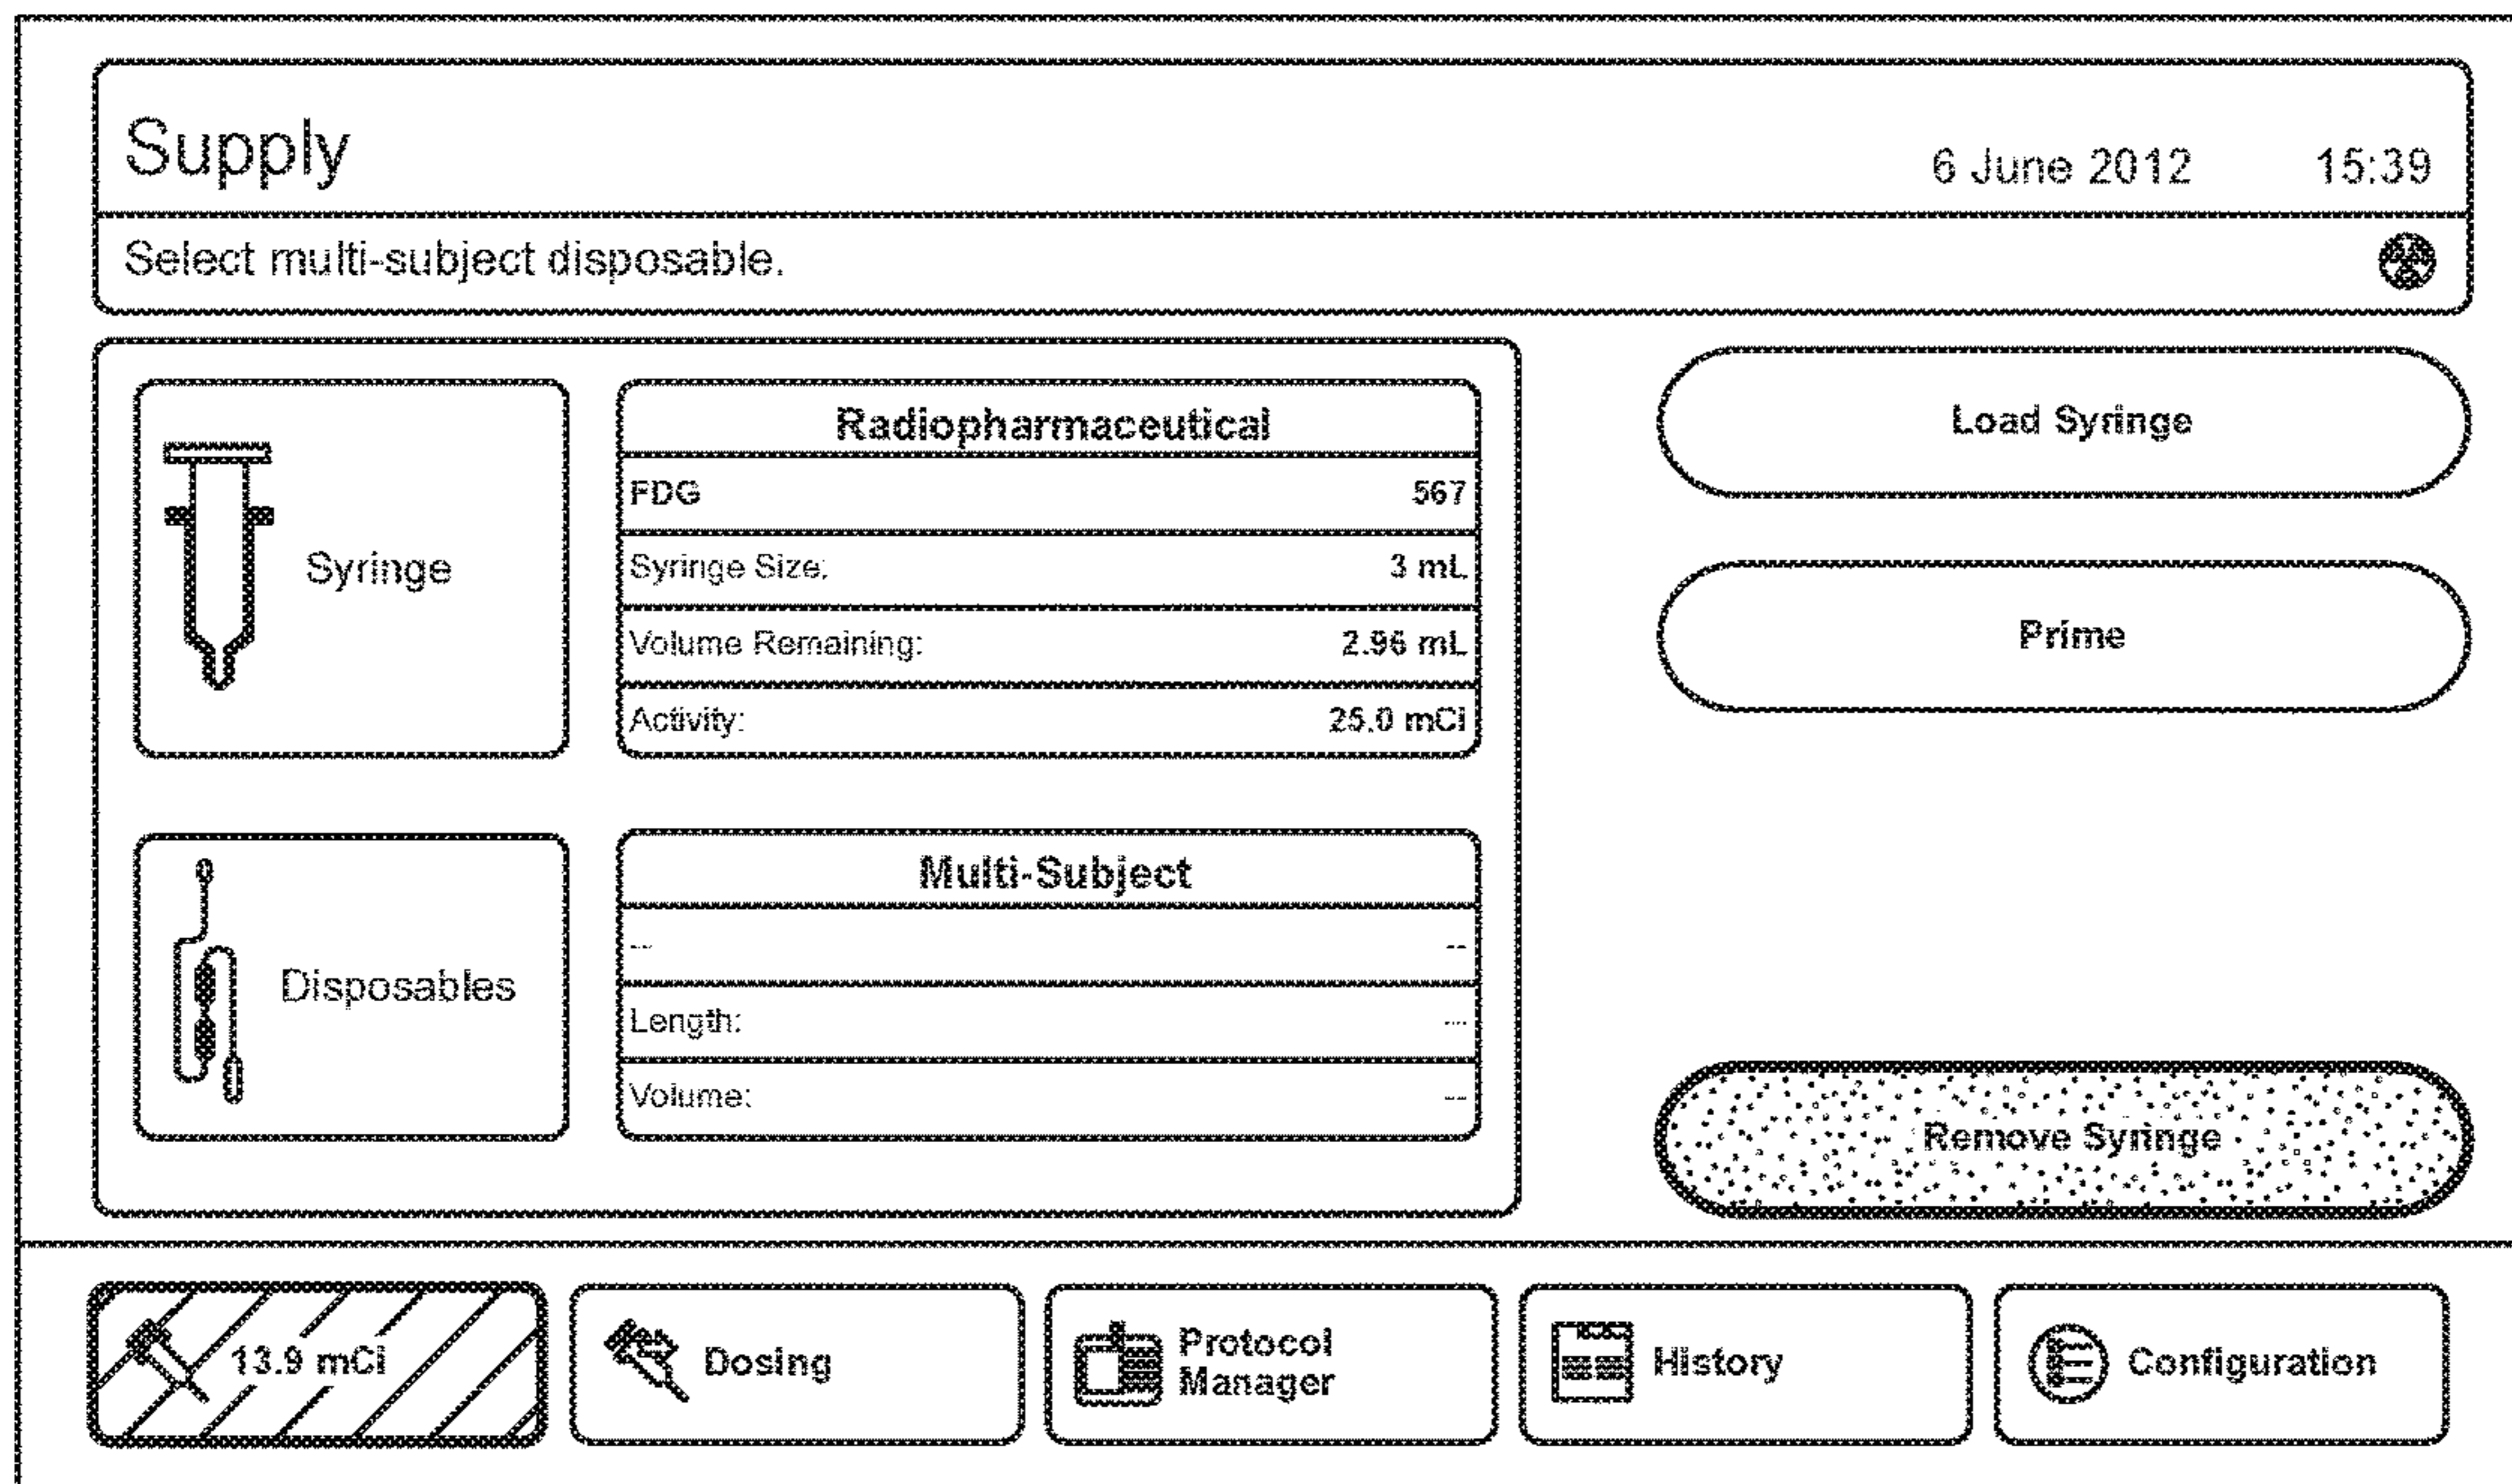 Supply
6 June 2012 15:39
Select multi-subject disposable.
Syringe
Radiopharmaceutical
FDG 567
Syringe Size: 3 mL
Volume Remaining: 2.96 mL
Activity: 25.0 mCi
Load Syringe
Prime
Disposables
Multi-Subject
-- --
Length: --
Volume: --
Remove Syringe
13.9 mCi
Dosing
Protocol
Manager
History
Configuration